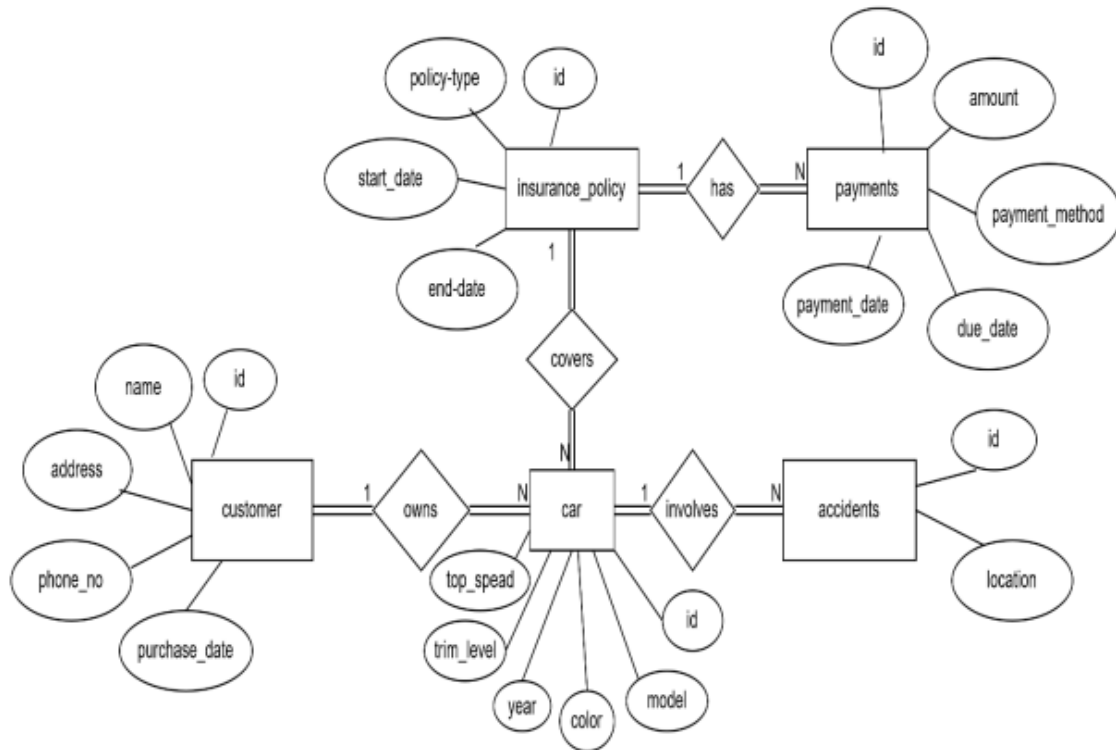 id
policy-type
id
amount
start_date
insurance_policy
1
has
N
payments
payment_method
1
end-date
payment_date
due_date
covers
name
id
id
address
N
customer
1
owns
N
car
1
involves
N
accidents
phone_no
top_spead
location
id
purchase_date
trim_level
year
color
model